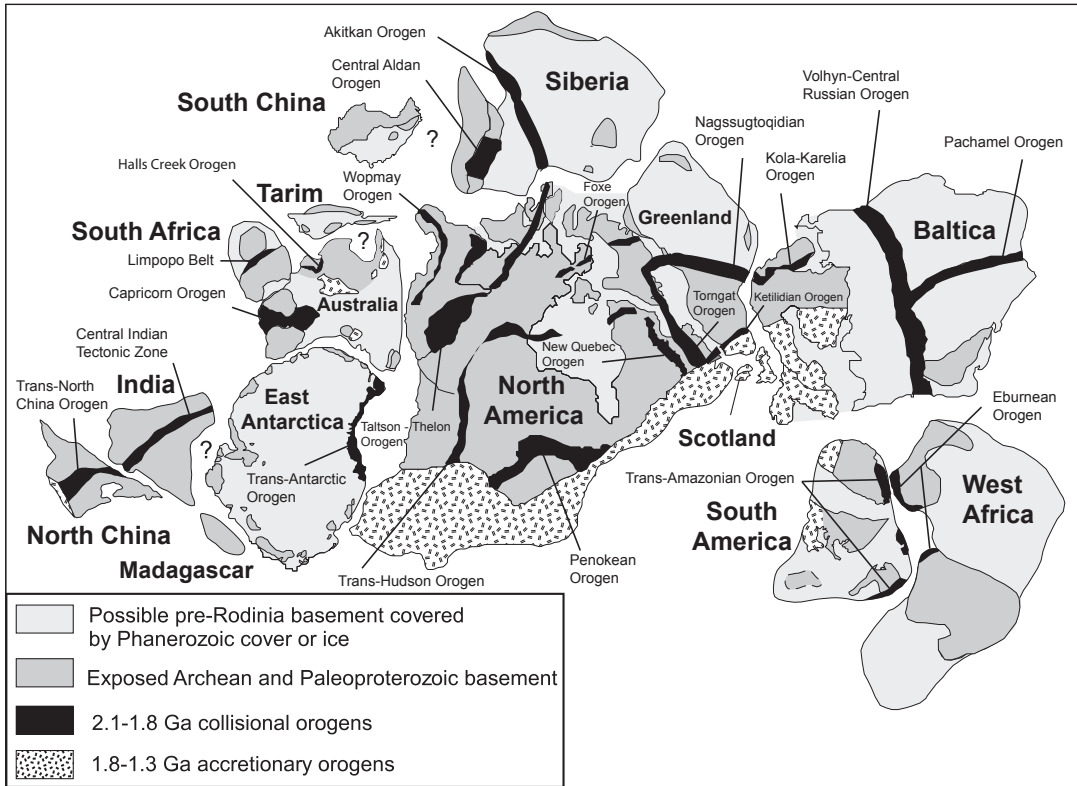 Akitkan Orogen
Central Aldan
Orogen
Siberia
South China
?
Volhyn-Central
Russian Orogen
Nagssugtoqidian
Orogen
Pachamel Orogen
Kola-Karelia
Orogen
Halls Creek Orogen
Wopmay
Orogen
Foxe
Orogen
Tarim
?
Greenland
Baltica
South Africa
Limpopo Belt
Capricorn Orogen
Australia
Central Indian
Tectonic Zone
Torngat
Orogen
Ketilidian Orogen
New Quebec
Orogen
Trans-North
China Orogen
India
?
East
Antarctica
Taltson - Thelon
Orogen
North
America
Scotland
Eburnean
Orogen
Trans-Antarctic
Orogen
Trans-Amazonian Orogen
West
Africa
South
America
North China
Madagascar
Trans-Hudson Orogen
Penokean
Orogen
Possible pre-Rodinia basement covered
by Phanerozoic cover or ice
Exposed Archean and Paleoproterozoic basement
2.1-1.8 Ga collisional orogens
1.8-1.3 Ga accretionary orogens